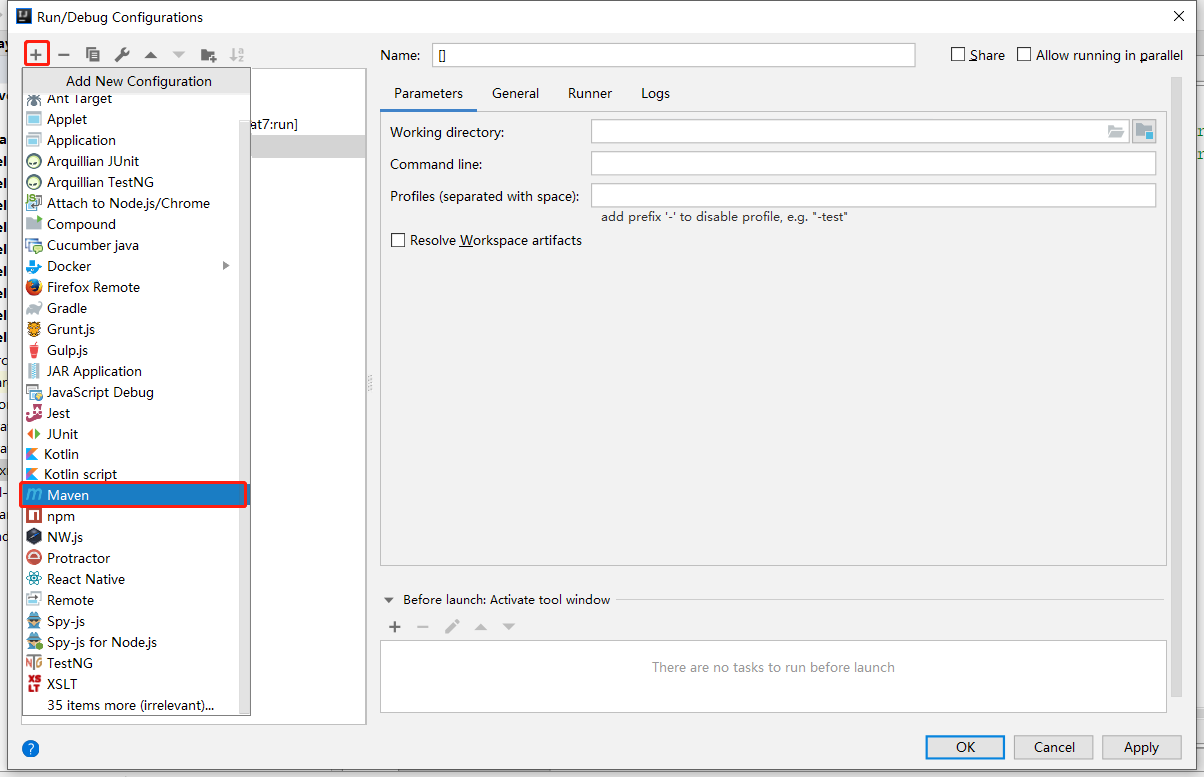 Run/Debug Configurations
Name: []
Share
Allow running in parallel
Add New Configuration
Ant Target
Applet
Application
Arquillian JUnit
Arquillian TestNG
Attach to Node.js/Chrome
Compound
Cucumber java
Docker
Firefox Remote
Gradle
Grunt.js
Gulp.js
JAR Application
JavaScript Debug
Jest
JUnit
Kotlin
Kotlin script
Maven
npm
NW.js
Protractor
React Native
Remote
Spy-js
Spy-js for Node.js
TestNG
XSLT
35 items more (irrelevant)...
at7:run]
Parameters
General
Runner
Logs
Working directory:
Command line:
Profiles (separated with space):
add prefix '-' to disable profile, e.g. "-test"
Resolve Workspace artifacts
Before launch: Activate tool window
There are no tasks to run before launch
OK
Cancel
Apply